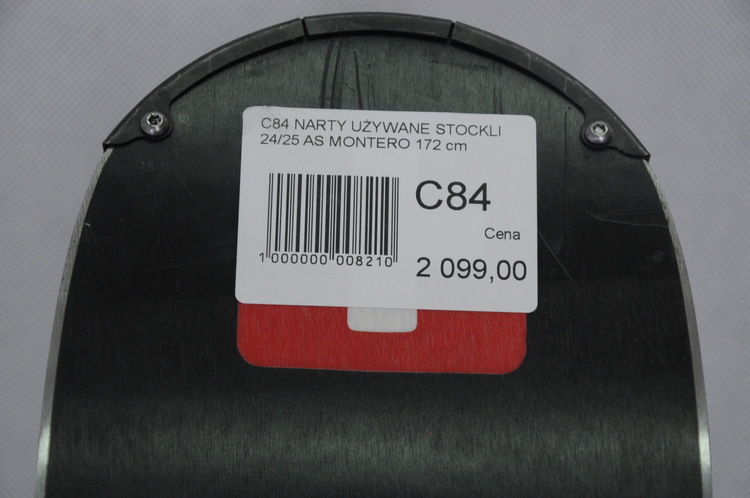 C84 NARTY UŻYWANE STOCKLI
24/25 AS MONTERO 172 cm
C84
Cena
1 000000 008210
2 099,00